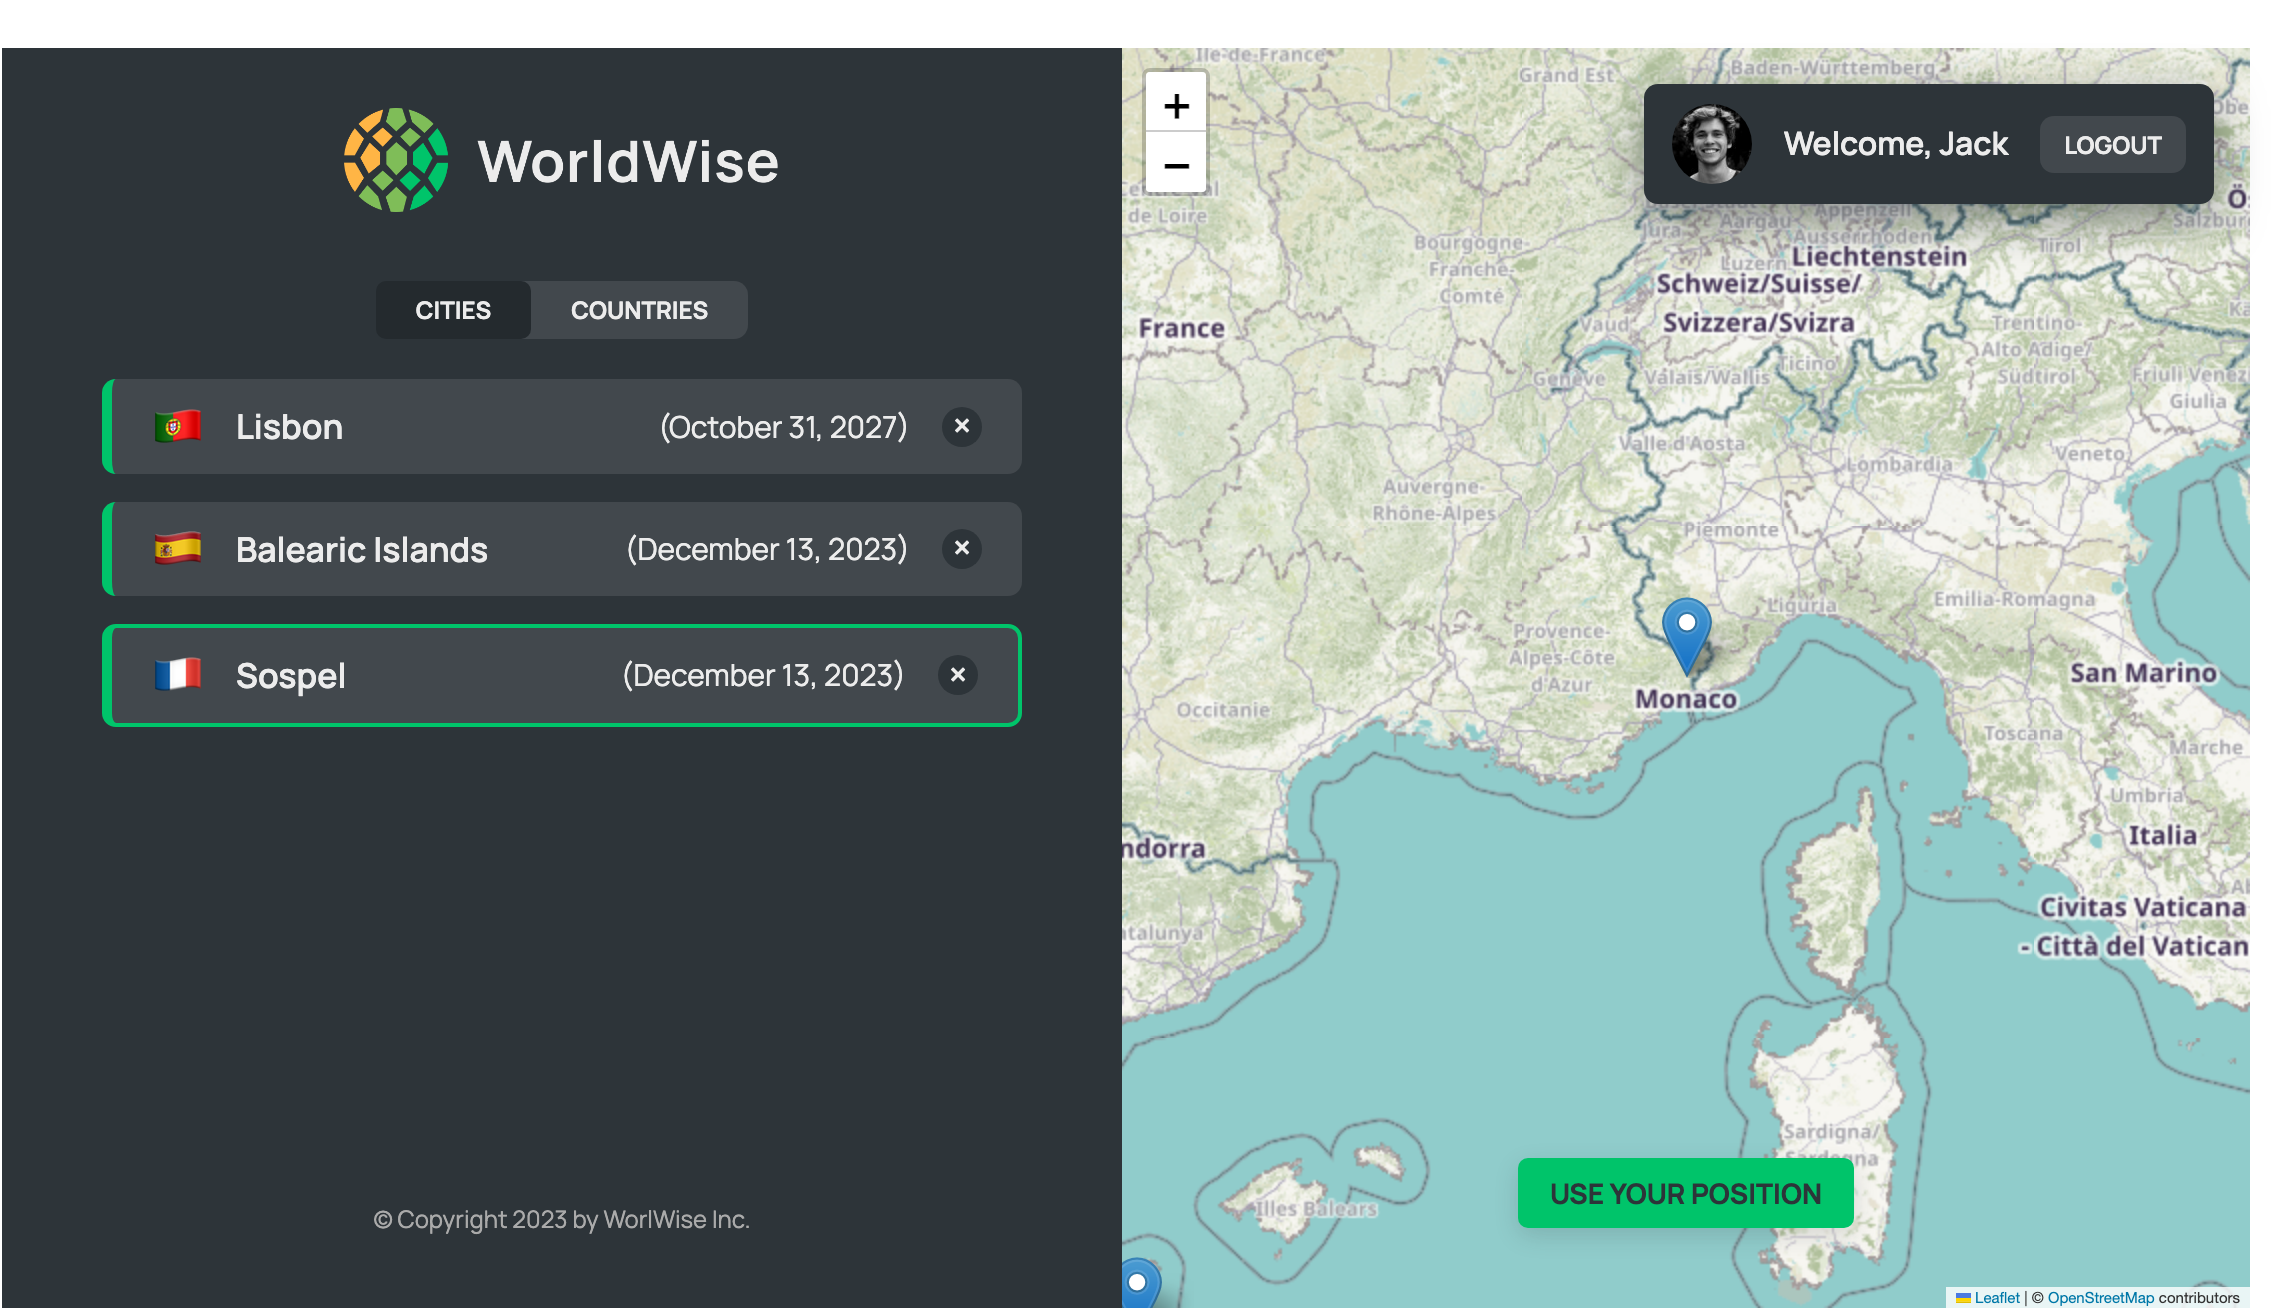 WorldWise
CITIES
COUNTRIES
Lisbon
(October 31, 2027)
×
Balearic Islands
(December 13, 2023)
×
Sospel
(December 13, 2023)
×
© Copyright 2023 by WorlWise Inc.
+
−
Welcome, Jack
LOGOUT
Île-de-France
Grand Est
Baden-Württemberg
de Loire
Bourgogne-
Franche-
Comté
Jura
Aargau
Appenzell
Ausserrhoden
Luzern
Liechtenstein
Schweiz/Suisse/
Svizzera/Svizra
Tirol
Salzbur
France
Vaud
Genève
Valais/Wallis
Ticino
Trentino-
Alto Adige/
Südtirol
Friuli Venezi
Giulia
Valle d'Aosta
Lombardia
Veneto
Auvergne-
Rhône-Alpes
Piemonte
Liguria
Emilia-Romagna
Provence-
Alpes-Côte
d'Azur
Monaco
San Marino
Occitanie
Toscana
Marche
Umbria
Italia
ndorra
Civitas Vaticana
- Città del Vatican
atalunya
Sardigna/
Illes Balears
USE YOUR POSITION
Leaflet | © OpenStreetMap contributors